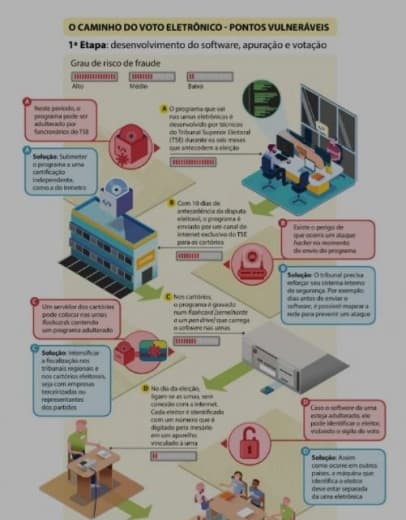 O CAMINHO DO VOTO ELETRÔNICO - PONTOS VULNERÁVEIS
1ª Etapa: desenvolvimento do software, apuração e votação
Grau de risco de fraude
Alto
Médio
Baixo
A
Neste período, o
programa pode ser
adulterado por
funcionários do TSE
A
Solução: Submeter
o programa a uma
certificação
independente,
como a do Inmetro
A O programa que vai
nas urnas eletrônicas é
desenvolvido por técnicos
do Tribunal Superior Eleitoral
(TSE) durante os seis meses
que antecedem a eleição
B Com 10 dias de
antecedência da disputa
eleitoral, o programa é
enviado por um canal de
internet exclusivo do TSE
para os cartórios
B
Existe o perigo de
que ocorra um ataque
hacker no momento
do envio do programa
B
Solução: O tribunal precisa
reforçar seu sistema interno
de segurança. Por exemplo:
dias antes de enviar o
software, é possível mapear a
rede para prevenir um ataque
C
Um servidor dos cartórios
pode colocar nas urnas
flashcards contendo
um programa adulterado
C
Solução: Intensificar
a fiscalização nos
tribunais regionais e
nos cartórios eleitorais,
seja com empresas
terceirizadas ou
representantes
dos partidos
C Nos cartórios,
o programa é gravado
num flashcard (semelhante
a um pen drive) que carrega
o software nas urnas
D No dia da eleição,
ligam-se as urnas, sem
conexão com a internet.
Cada eleitor é identificado
com um número que é
digitado pelo mesário
em um aparelho
vinculado à urna
D
Caso o software da urna
esteja adulterado, ele
pode identificar o eleitor,
violando o sigilo do voto
D
Solução: Assim
como ocorre em outros
países, a máquina que
identifica o eleitor
deve estar separada
da urna eletrônica